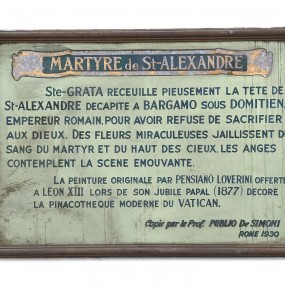 MARTYRE de St-ALEXANDRE
Ste-GRATA RECEUILLE PIEUSEMENT LA TETE DE
St-ALEXANDRE DECAPITE A BARGAMO SOUS DOMITIEN,
EMPEREUR ROMAIN, POUR AVOIR REFUSE DE SACRIFIER
AUX DIEUX. DES FLEURS MIRACULEUSES JAILLISSENT DU
SANG DU MARTYR ET DU HAUT DES CIEUX, LES ANGES
CONTEMPLENT LA SCENE EMOUVANTE.
LA PEINTURE ORIGINALE PAR PENSIANO LOVERINI OFFERTE
A LEON XIII LORS DE SON JUBILE PAPAL (1877) DECORE
LA PINACOTHEQUE MODERNE DU VATICAN.
Copie par le Prof. PUBLIO De SIMONI
ROME 1930